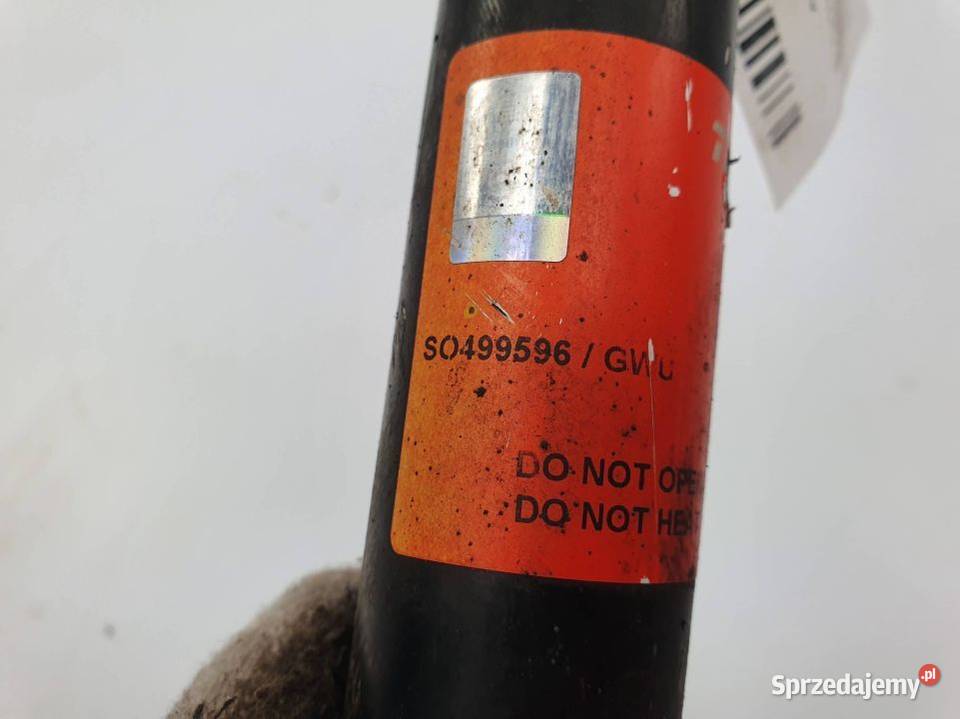 SO499596 / GWU
DO NOT OPE
DO NOT HEA
Sprzedajemy.pl